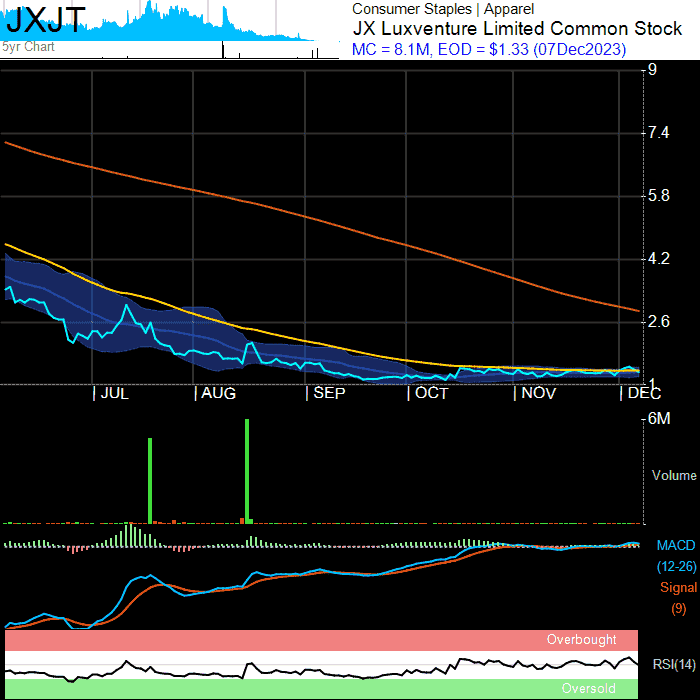 JXJT
5yr Chart
Consumer Staples | Apparel
JX Luxventure Limited Common Stock
MC = 8.1M, EOD = $1.33 (07Dec2023)
9
7.4
5.8
4.2
2.6
1
JUL AUG SEP OCT NOV DEC
6M
Volume
MACD
(12-26)
Signal
(9)
Overbought
RSI(14)
Oversold